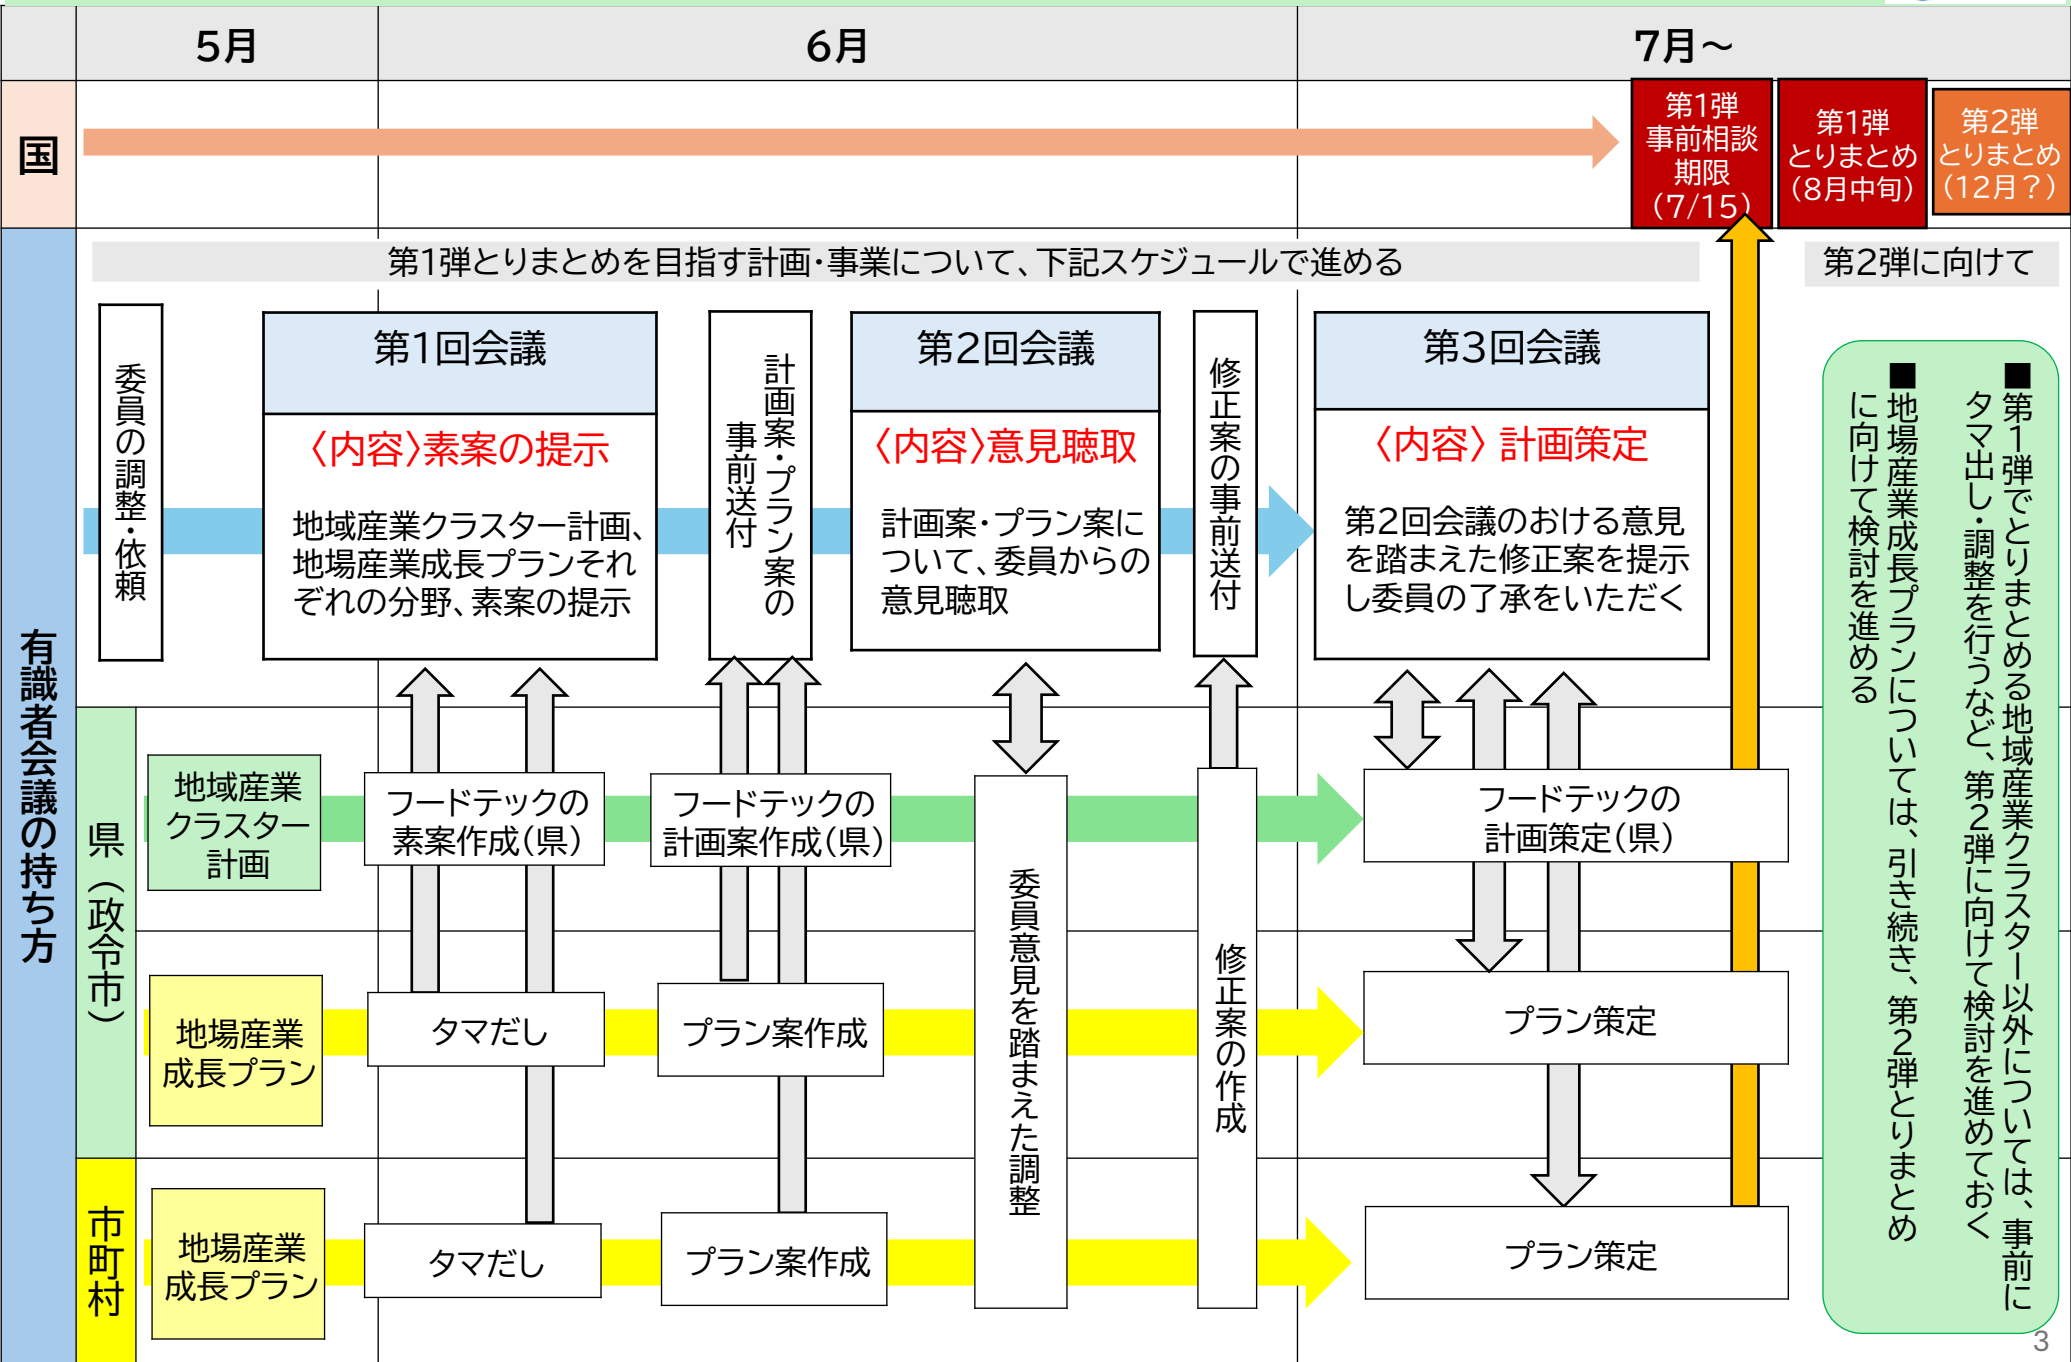 5月
6月
7月～
国
第1弾
事前相談
期限
（7/15）
第1弾
とりまとめ
（8月中旬）
第2弾
とりまとめ
（12月？）
有識者会議の持ち方
第1弾とりまとめを目指す計画・事業について、下記スケジュールで進める
第2弾に向けて
委員の調整・依頼
第1回会議
〈内容〉素案の提示
地域産業クラスター計画、
地場産業成長プランそれ
ぞれの分野、素案の提示
計画案・プラン案の
事前送付
第2回会議
〈内容〉意見聴取
計画案・プラン案に
ついて、委員からの
意見聴取
修正案の事前送付
第3回会議
〈内容〉 計画策定
第2回会議のおける意見
を踏まえた修正案を提示
し委員の了承をいただく
■第1弾でとりまとめる地域産業クラスター以外については、事前に
タマ出し・調整を行うなど、第2弾に向けて検討を進めておく
■地場産業成長プランについては、引き続き、第2弾とりまとめ
に向けて検討を進める
県（政令市）
地域産業
クラスター
計画
フードテックの
素案作成（県）
フードテックの
計画案作成（県）
委員意見を踏まえた調整
修正案の作成
フードテックの
計画策定（県）
地場産業
成長プラン
タマだし
プラン案作成
プラン策定
市町村
地場産業
成長プラン
タマだし
プラン案作成
プラン策定
3